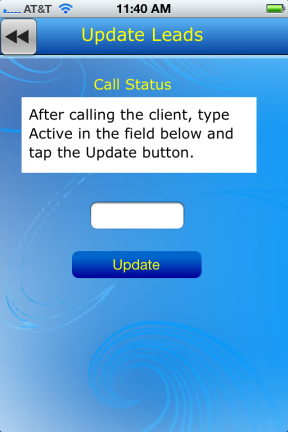 AT&T 11:40 AM
Update Leads
Call Status
After calling the client, type
Active in the field below and
tap the Update button.
Update